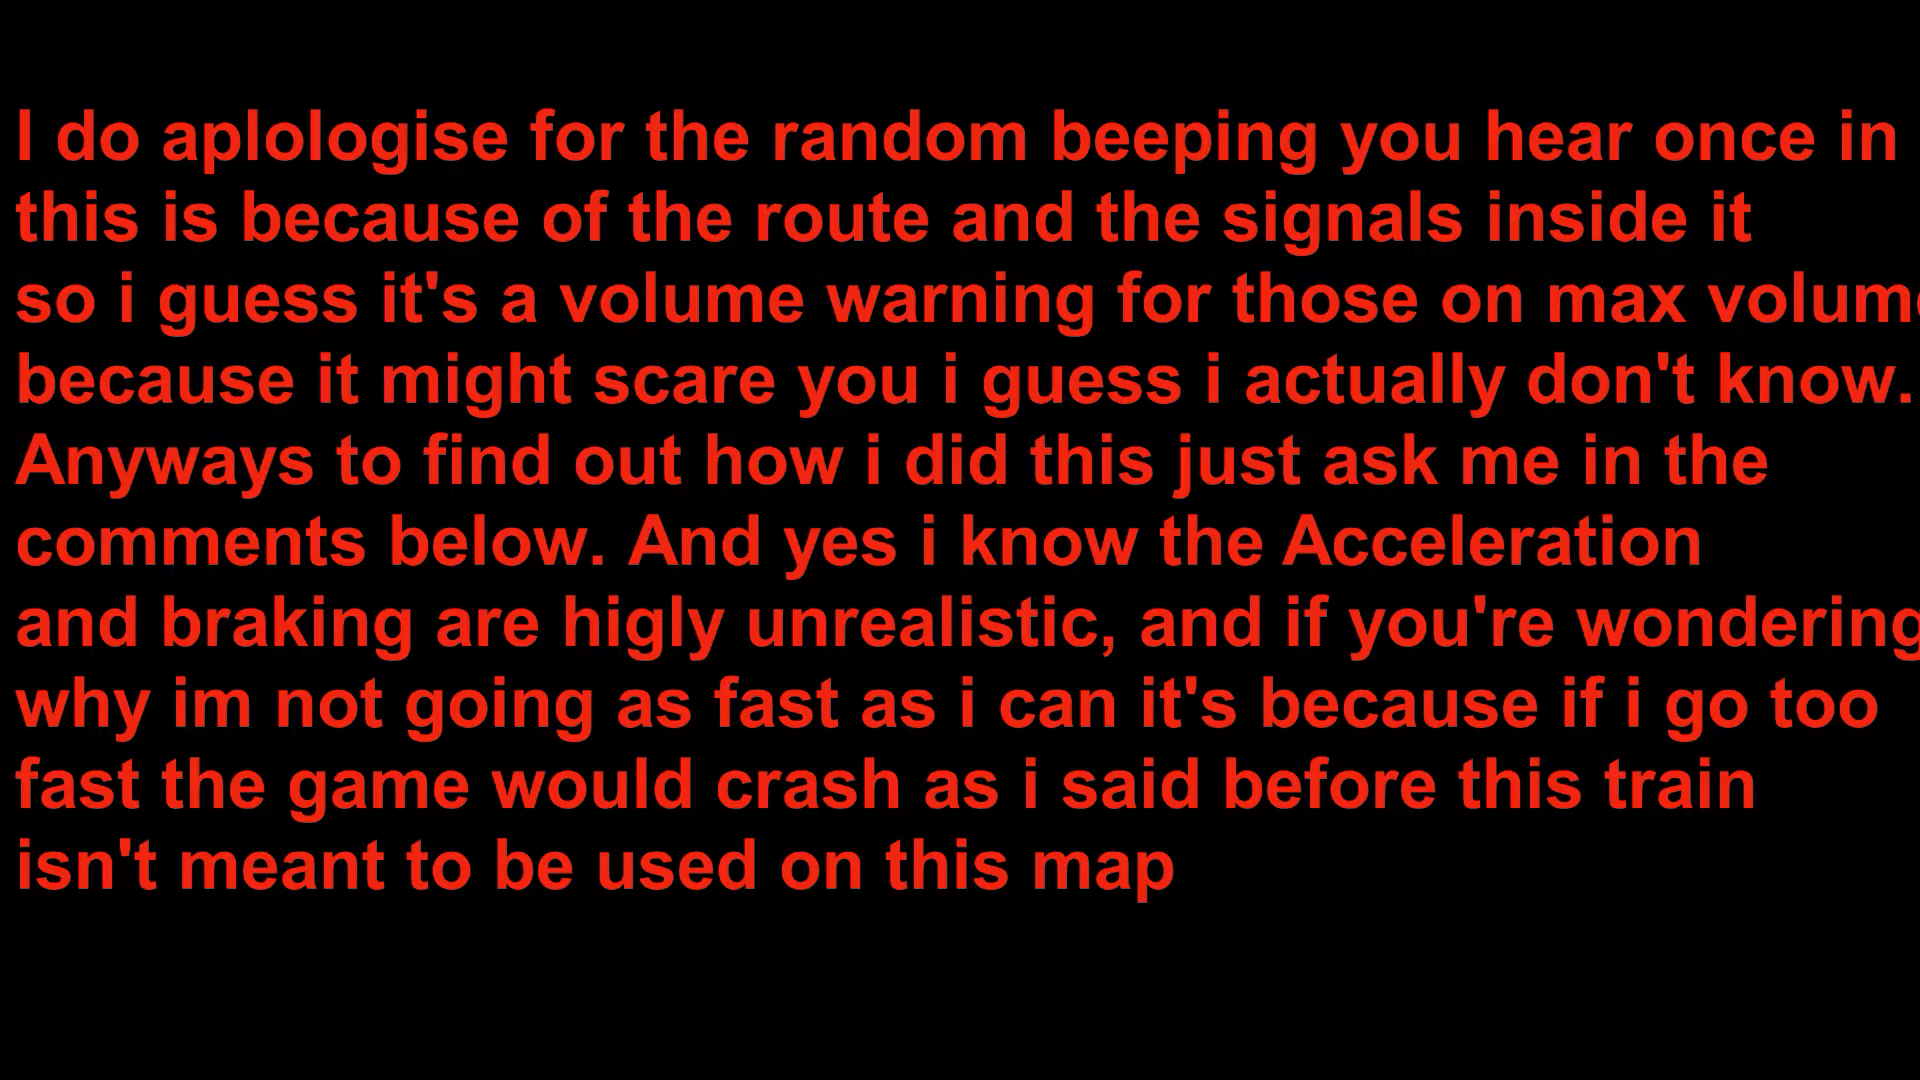 I do aplologise for the random beeping you hear once in
this is because of the route and the signals inside it
so i guess it's a volume warning for those on max volume
because it might scare you i guess i actually don't know.
Anyways to find out how i did this just ask me in the
comments below. And yes i know the Acceleration
and braking are higly unrealistic, and if you're wondering
why im not going as fast as i can it's because if i go too
fast the game would crash as i said before this train
isn't meant to be used on this map